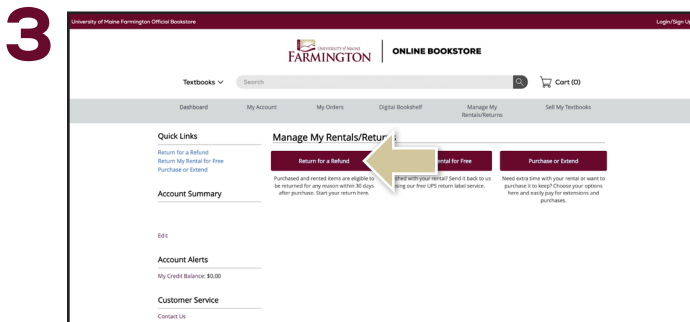 3
University of Maine Farmington Official Bookstore
Login/Sign Up
UNIVERSITY of MAINE
FARMINGTON
ONLINE BOOKSTORE
Textbooks
Search
Cart (0)
Dashboard
My Account
My Orders
Digital Bookshelf
Manage My
Rentals/Returns
Sell My Textbooks
Quick Links
Return for a Refund
Return My Rental for Free
Purchase or Extend
Account Summary
Edit
Account Alerts
My Credit Balance: $0.00
Customer Service
Contact Us
Manage My Rentals/Returns
Return for a Refund
Purchased and rented items are eligible to
be returned for any reason within 30 days
after purchase. Start your return here.
ental for Free
shed with your rental? Send it back to us
sing our free UPS return label service.
Purchase or Extend
Need extra time with your rental or want to
purchase it to keep? Choose your options
here and easily pay for extensions and
purchases.